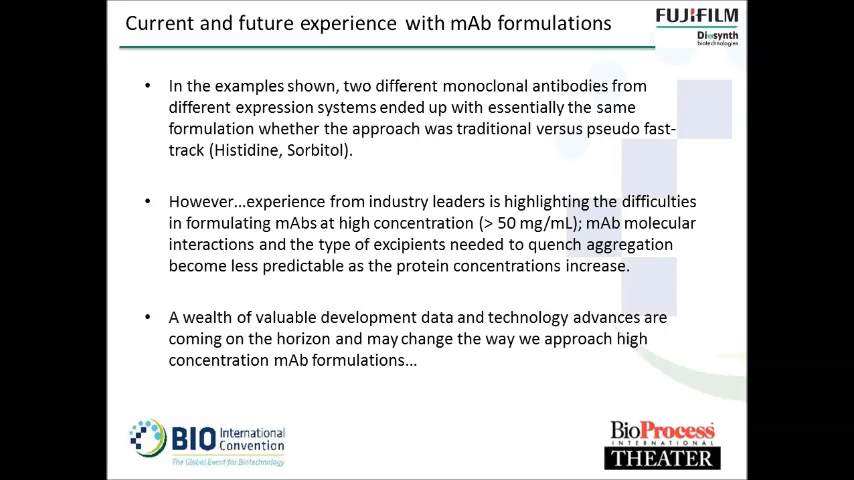 Current and future experience with mAb formulations
FUJIFILM
Diosynth
biotechnologies
• In the examples shown, two different monoclonal antibodies from
different expression systems ended up with essentially the same
formulation whether the approach was traditional versus pseudo fast-
track (Histidine, Sorbitol).
• However...experience from industry leaders is highlighting the difficulties
in formulating mAbs at high concentration (> 50 mg/mL); mAb molecular
interactions and the type of excipients needed to quench aggregation
become less predictable as the protein concentrations increase.
• A wealth of valuable development data and technology advances are
coming on the horizon and may change the way we approach high
concentration mAb formulations...
BIO International
Convention
The Global Event for Biotechnology
BioProcess
INTERNATIONAL
THEATER